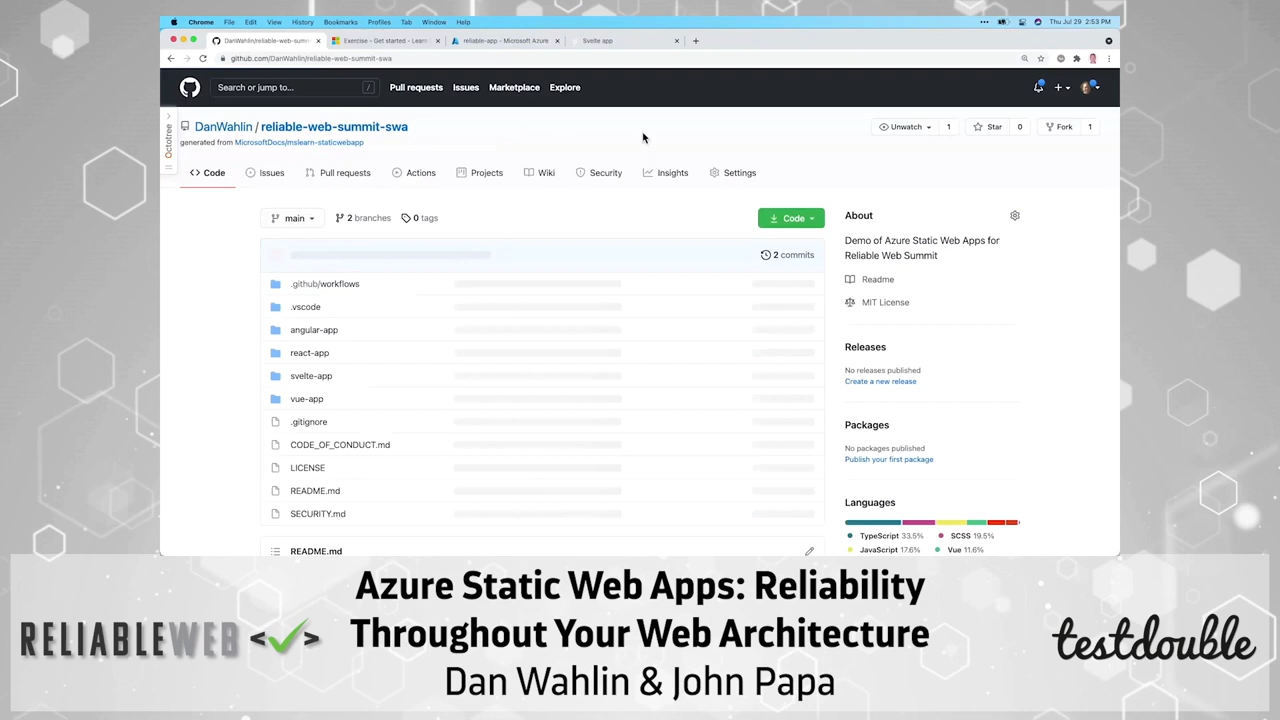 Chrome File Edit View History Bookmarks Profiles Tab Window Help
Thu Jul 29 2:53 PM
DanWahlin/reliable-web-summ
Exercise - Get started - Learn
reliable-app - Microsoft Azure
Svelte app
github.com/DanWahlin/reliable-web-summit-swa
Search or jump to... /
Pull requests Issues Marketplace Explore
Octotree
DanWahlin / reliable-web-summit-swa
generated from MicrosoftDocs/mslearn-staticwebapp
Unwatch 1 Star 0 Fork 1
Code Issues Pull requests Actions Projects Wiki Security Insights Settings
main 2 branches 0 tags
Code
2 commits
.github/workflows
.vscode
angular-app
react-app
svelte-app
vue-app
.gitignore
CODE_OF_CONDUCT.md
LICENSE
README.md
SECURITY.md
README.md
About
Demo of Azure Static Web Apps for
Reliable Web Summit
Readme
MIT License
Releases
No releases published
Create a new release
Packages
No packages published
Publish your first package
Languages
TypeScript 33.5% SCSS 19.5%
JavaScript 17.6% Vue 11.6%
RELIABLEWEB < >
Azure Static Web Apps: Reliability
Throughout Your Web Architecture
Dan Wahlin & John Papa
testdouble